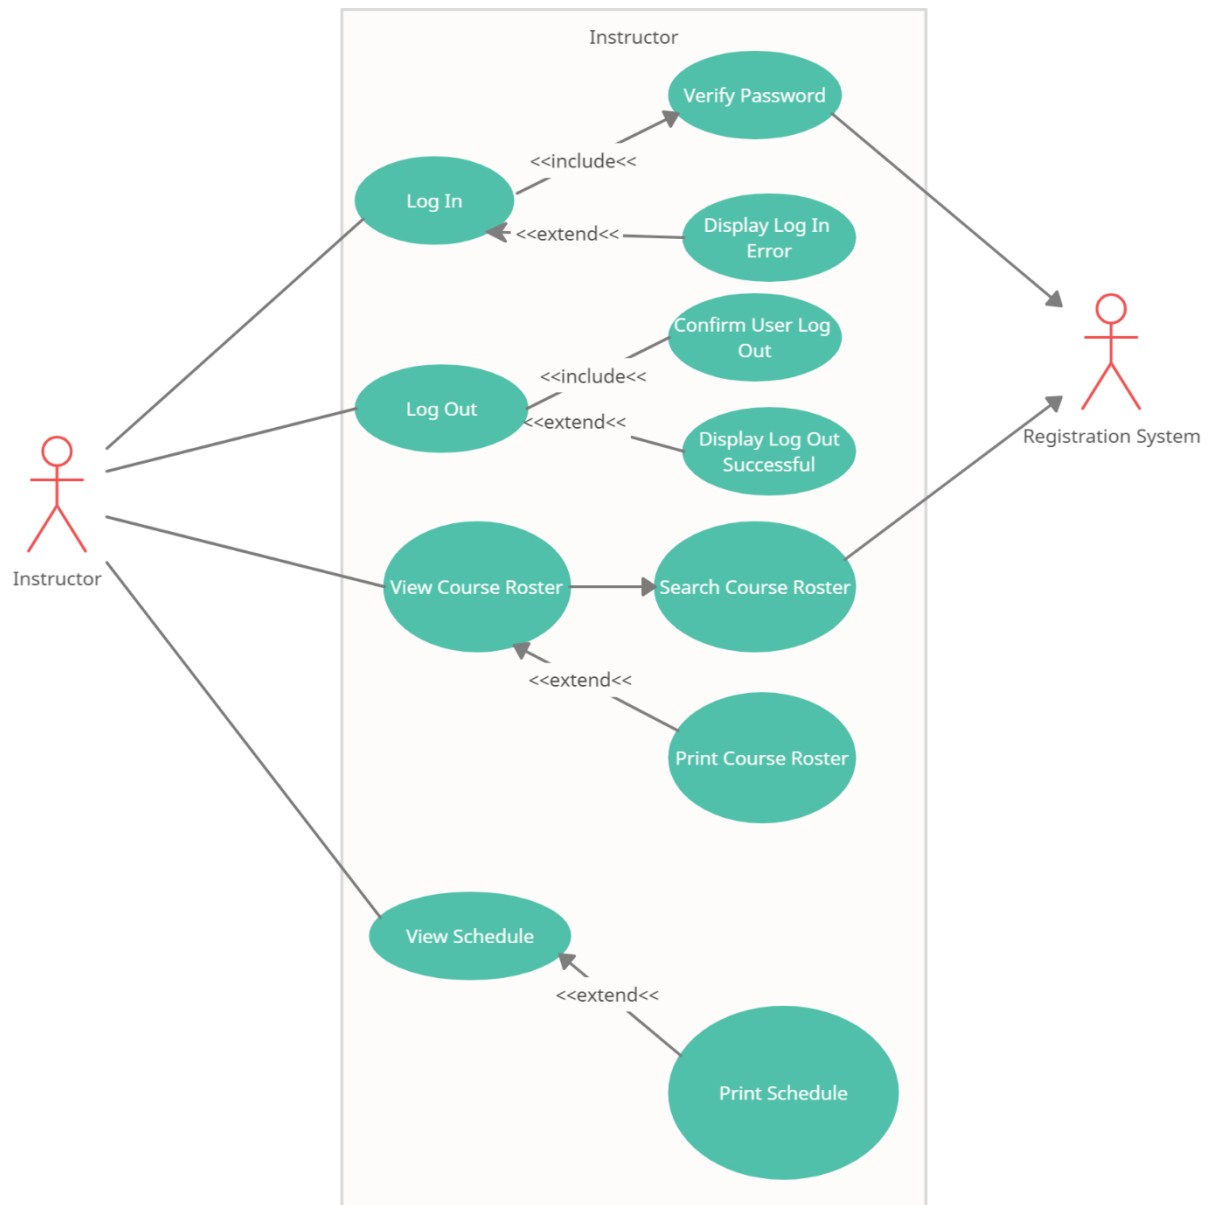 Instructor
Verify Password
<<include<<
Log In
Display Log In
Error
<<extend<<
Confirm User Log
Out
<<include<<
Log Out
<<extend<<
Display Log Out
Successful
Registration System
Instructor
View Course Roster
Search Course Roster
<<extend<<
Print Course Roster
View Schedule
<<extend<<
Print Schedule